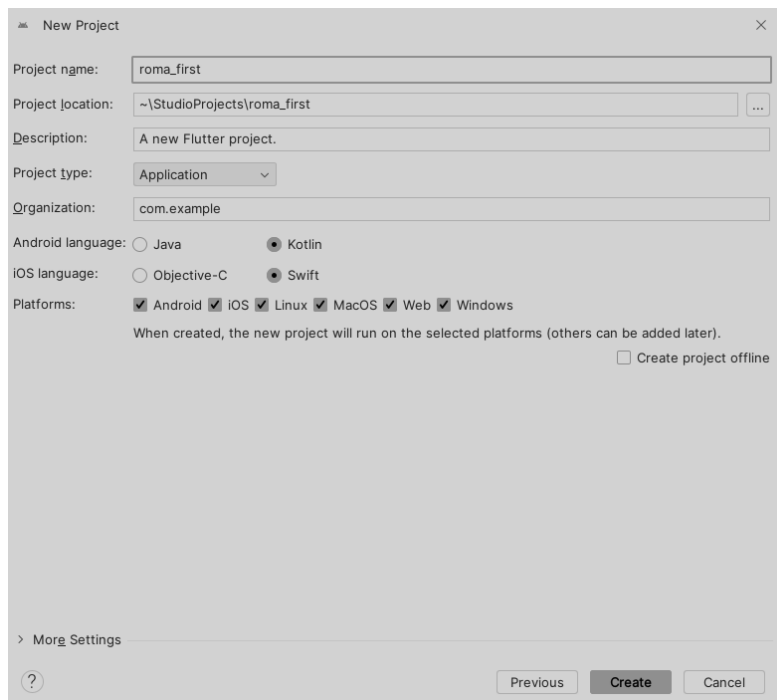 New Project
Project name: roma_first
Project location: ~\StudioProjects\roma_first ...
Description: A new Flutter project.
Project type: Application
Organization: com.example
Android language: Java Kotlin
iOS language: Objective-C Swift
Platforms: Android iOS Linux MacOS Web Windows
When created, the new project will run on the selected platforms (others can be added later).
Create project offline
More Settings
? Previous Create Cancel